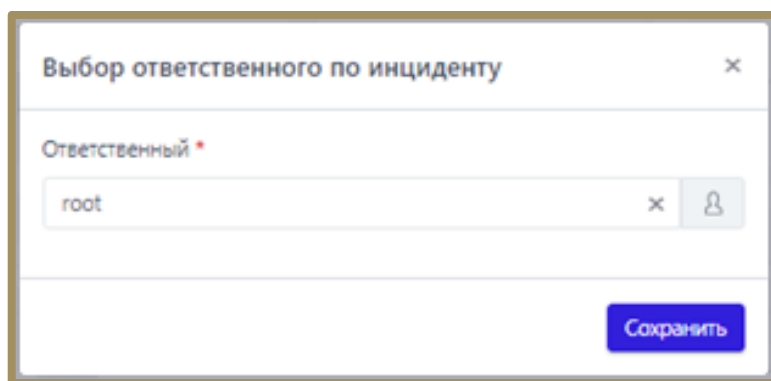 Выбор ответственного по инциденту
Ответственный *
root
Сохранить